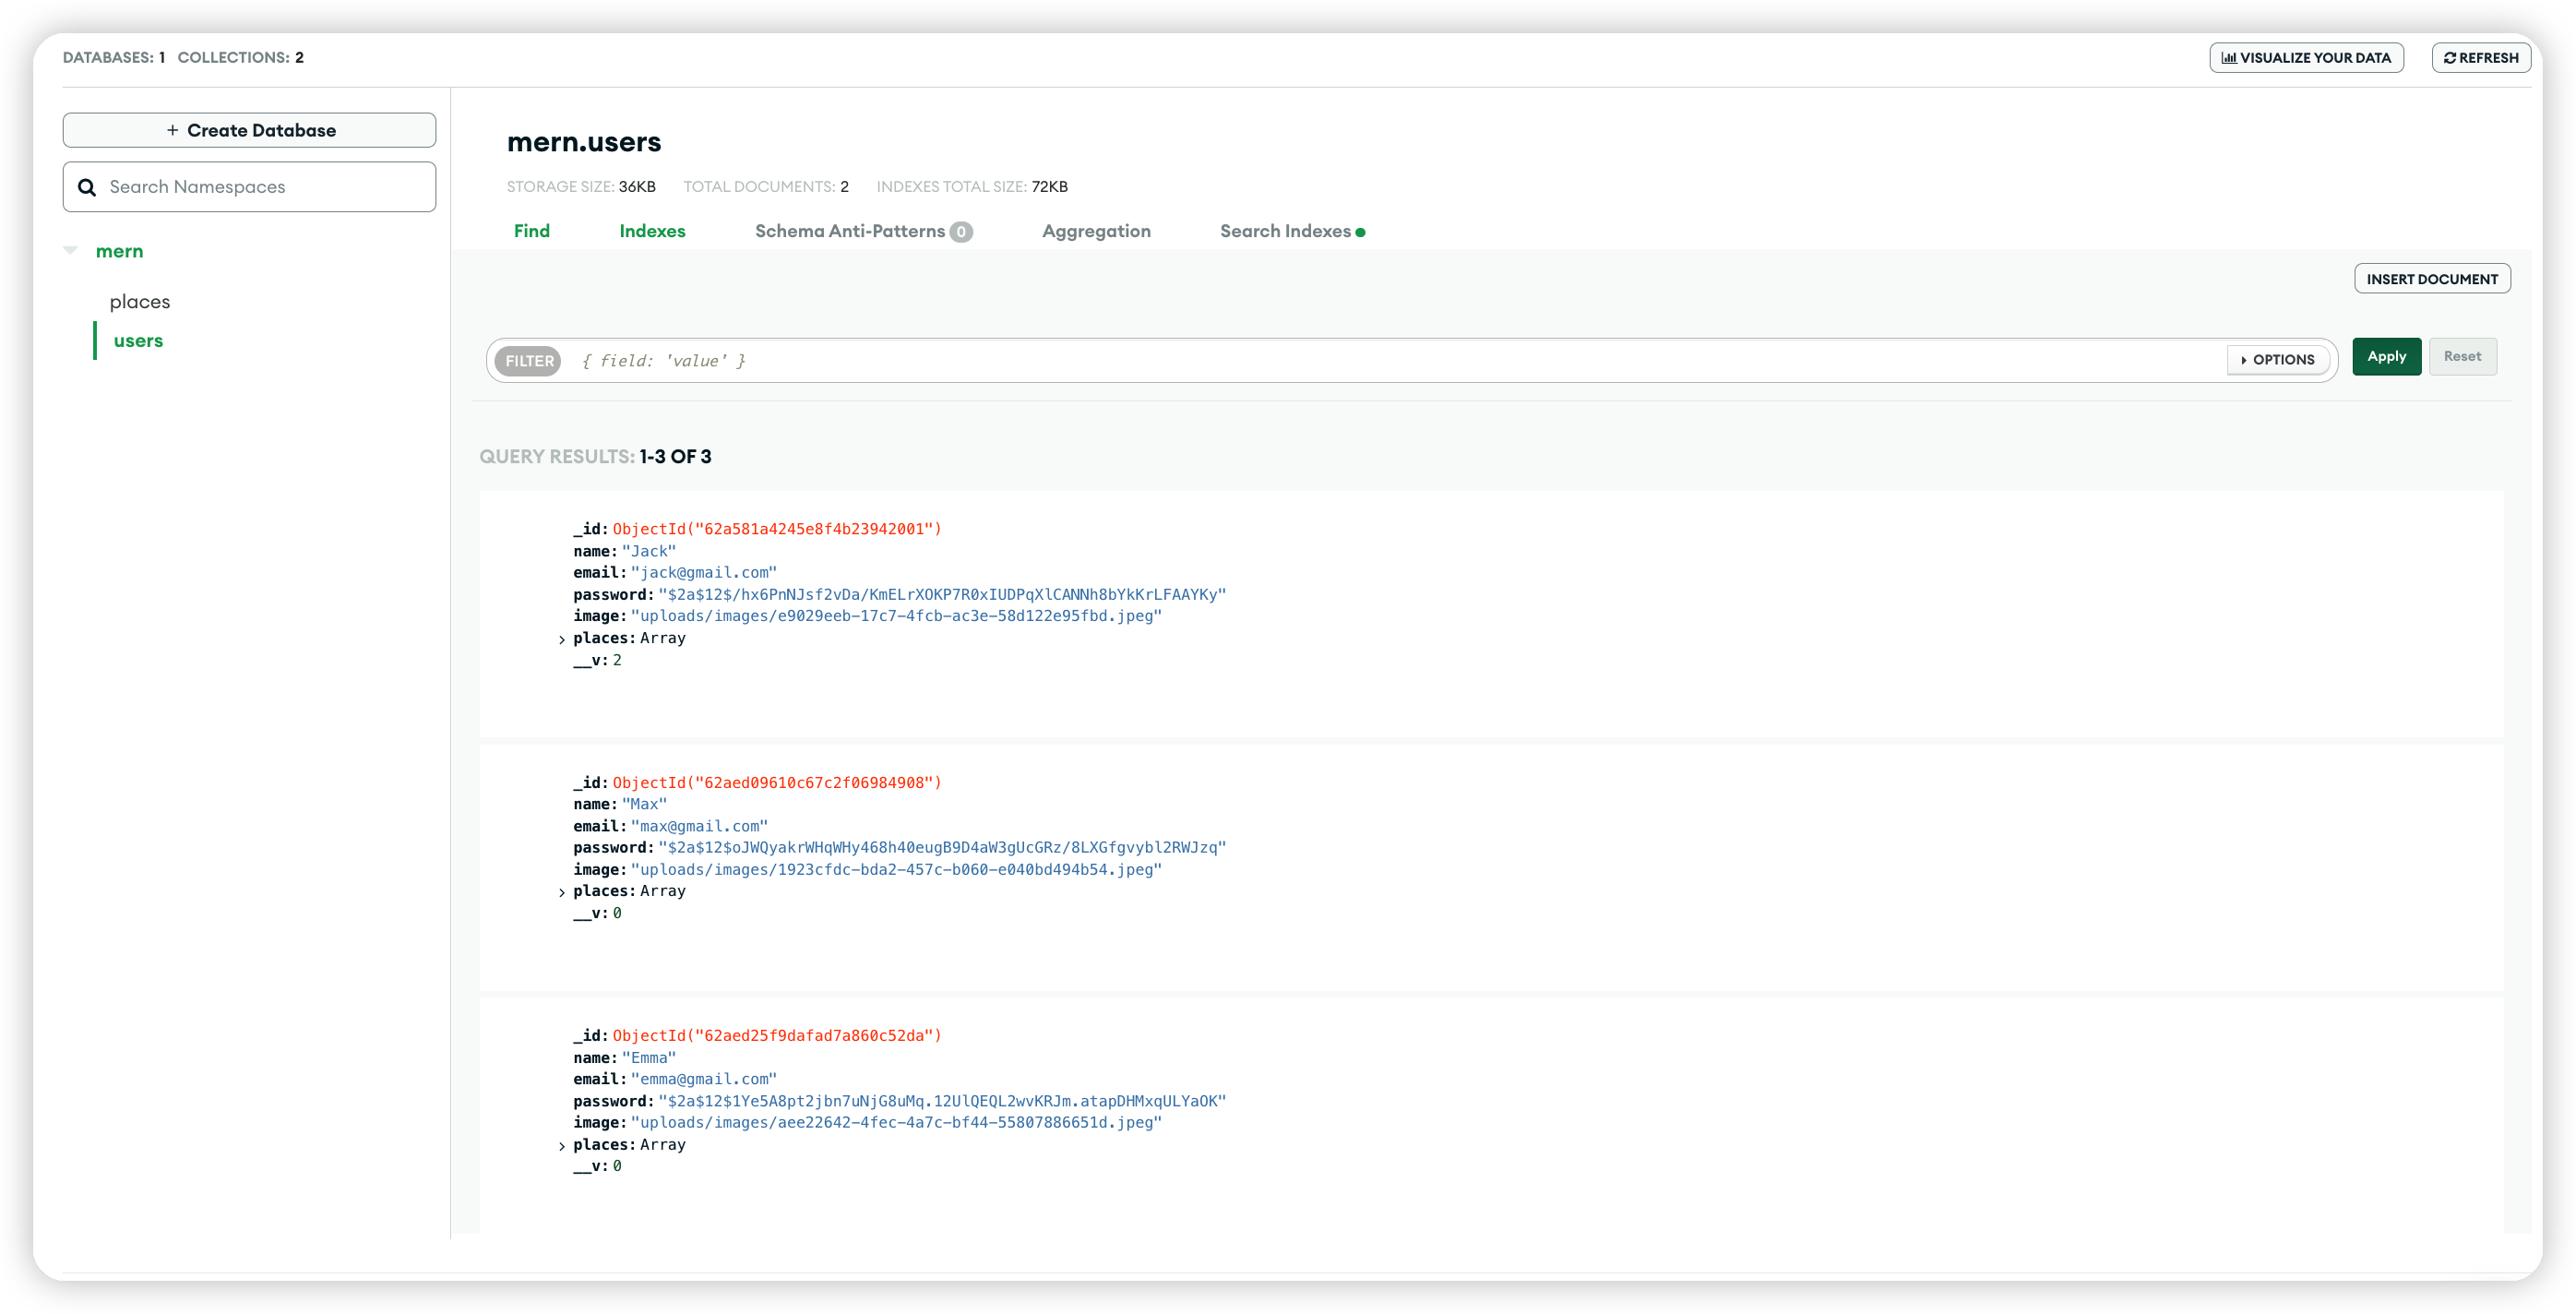 DATABASES: 1 COLLECTIONS: 2
VISUALIZE YOUR DATA
REFRESH
+ Create Database
Search Namespaces
mern
places
users
mern.users
STORAGE SIZE: 36KB TOTAL DOCUMENTS: 2 INDEXES TOTAL SIZE: 72KB
Find Indexes Schema Anti-Patterns 0 Aggregation Search Indexes
INSERT DOCUMENT
FILTER { field: 'value' } OPTIONS Apply Reset
QUERY RESULTS: 1-3 OF 3
_id: ObjectId("62a581a4245e8f4b23942001")
name: "Jack"
email: "jack@gmail.com"
password: "$2a$12$/hx6PnNJsf2vDa/KmELrXOKP7R0xIUDPqXlCANNh8bYkKrLFAAYKy"
image: "uploads/images/e9029eeb-17c7-4fcb-ac3e-58d122e95fbd.jpeg"
places: Array
__v: 2
_id: ObjectId("62aed09610c67c2f06984908")
name: "Max"
email: "max@gmail.com"
password: "$2a$12$oJWQyakrWHqWHy468h40eugB9D4aW3gUcGRz/8LXGfgvybl2RWJzq"
image: "uploads/images/1923cfdc-bda2-457c-b060-e040bd494b54.jpeg"
places: Array
__v: 0
_id: ObjectId("62aed25f9dafad7a860c52da")
name: "Emma"
email: "emma@gmail.com"
password: "$2a$12$1Ye5A8pt2jbn7uNjG8uMq.12UlQEQL2wvKRJm.atapDHMxqULYaOK"
image: "uploads/images/aee22642-4fec-4a7c-bf44-55807886651d.jpeg"
places: Array
__v: 0